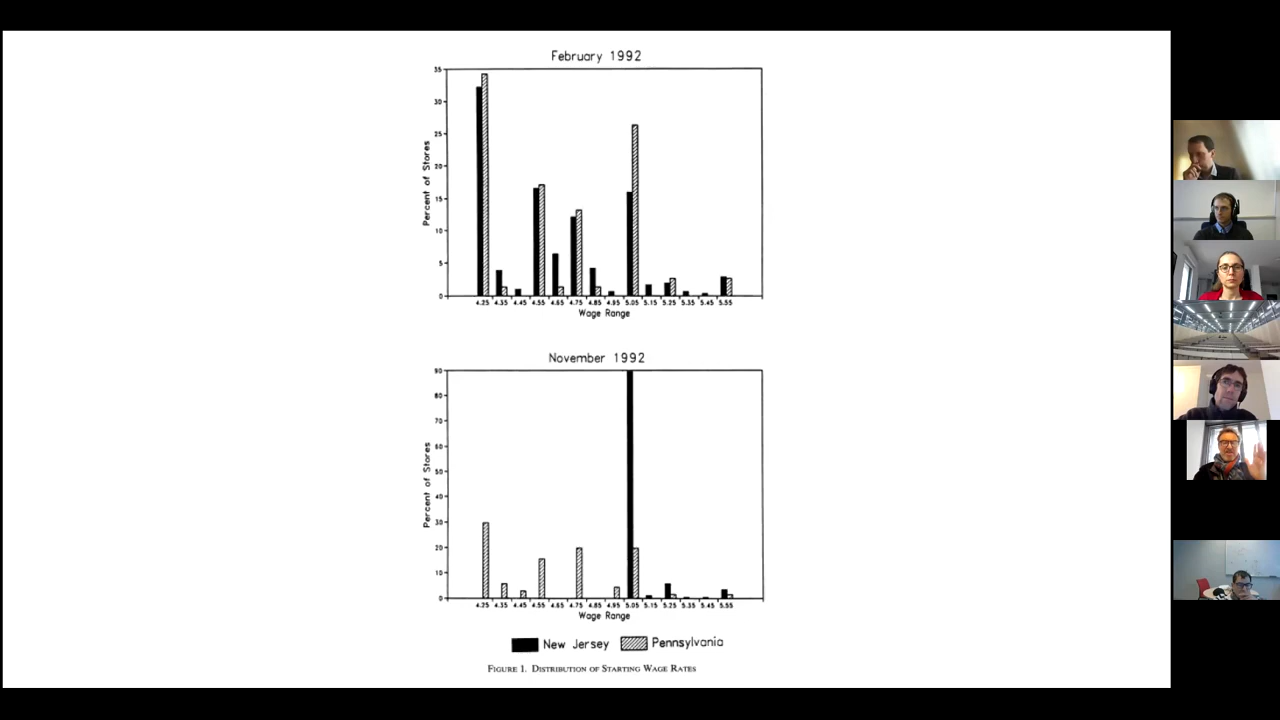 February 1992
35
30
25
20
15
10
5
0
Percent of Stores
4.25 4.35 4.45 4.55 4.65 4.75 4.85 4.95 5.05 5.15 5.25 5.35 5.45 5.55
Wage Range
November 1992
90
80
70
60
50
40
30
20
10
0
Percent of Stores
4.25 4.35 4.45 4.55 4.65 4.75 4.85 4.95 5.05 5.15 5.25 5.35 5.45 5.55
Wage Range
New Jersey Pennsylvania
FIGURE 1. DISTRIBUTION OF STARTING WAGE RATES